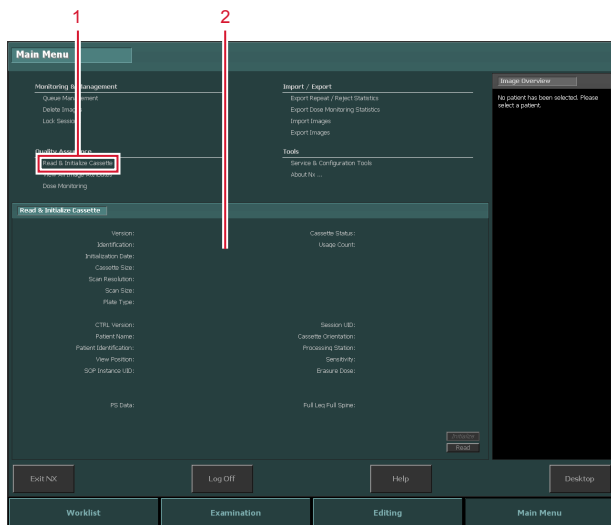 1 2
Main Menu
Monitoring & Management
Queue Management
Delete Images
Lock Session
Import / Export
Export Repeat / Reject Statistics
Export Dose Monitoring Statistics
Import Images
Export Images
Quality Assurance
Read & Initialize Cassette
View All Image Attributes
Dose Monitoring
Tools
Service & Configuration Tools
About Nx ...
Image Overview
No patient has been selected. Please
select a patient.
Read & Initialize Cassette
Version:
Identification:
Initialization Date:
Cassette Size:
Scan Resolution:
Scan Size:
Plate Type:
Cassette Status:
Usage Count:
CTRL Version:
Patient Name:
Patient Identification:
View Position:
SOP Instance UID:
Session UID:
Cassette Orientation:
Processing Station:
Sensitivity:
Erasure Dose:
PS Data:
Full Leg Full Spine:
Initialize
Read
Exit NX
Log Off
Help
Desktop
Worklist
Examination
Editing
Main Menu